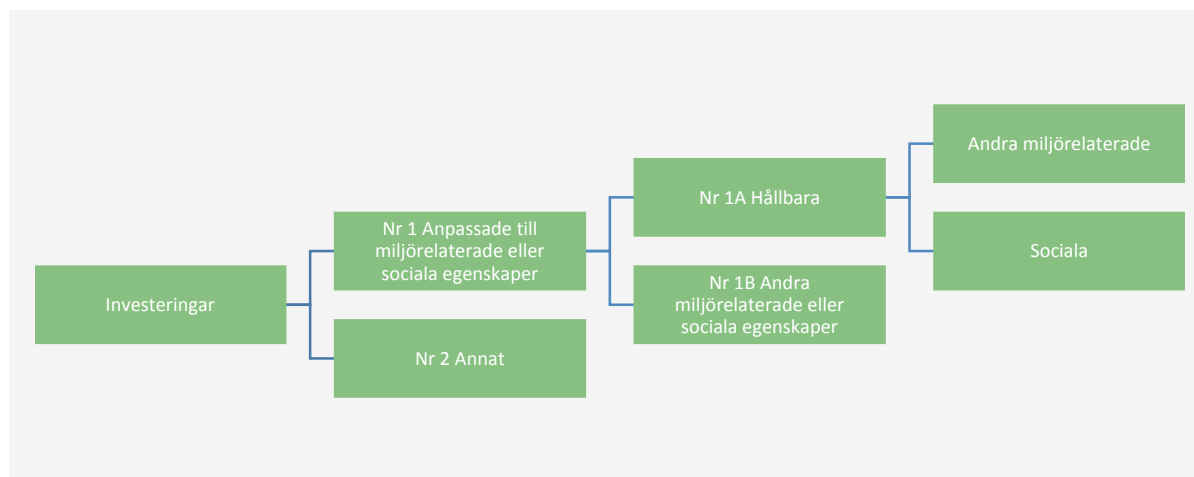 Investeringar
Nr 1 Anpassade till
miljörelaterade eller
sociala egenskaper
Nr 2 Annat
Nr 1A Hållbara
Nr 1B Andra
miljörelaterade eller
sociala egenskaper
Andra miljörelaterade
Sociala